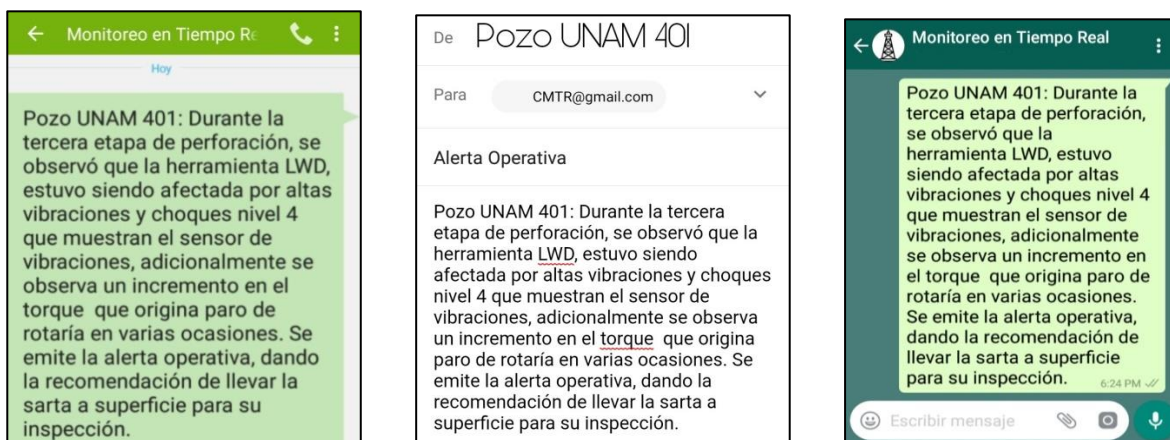 Monitoreo en Tiempo Re
Hoy
Pozo UNAM 401: Durante la
tercera etapa de perforación, se
observó que la herramienta LWD,
estuvo siendo afectada por altas
vibraciones y choques nivel 4
que muestran el sensor de
vibraciones, adicionalmente se
observa un incremento en el
torque  que origina paro de
rotaría en varias ocasiones. Se
emite la alerta operativa, dando
la recomendación de llevar la
sarta a superficie para su
inspección.
De Pozo UNAM 401
Para CMTR@gmail.com
Alerta Operativa
Pozo UNAM 401: Durante la tercera
etapa de perforación, se observó que la
herramienta LWD, estuvo siendo
afectada por altas vibraciones y choques
nivel 4 que muestran el sensor de
vibraciones, adicionalmente se observa
un incremento en el torque  que origina
paro de rotaría en varias ocasiones. Se
emite la alerta operativa, dando la
recomendación de llevar la sarta a
superficie para su inspección.
Monitoreo en Tiempo Real
Pozo UNAM 401: Durante la
tercera etapa de perforación,
se observó que la
herramienta LWD, estuvo
siendo afectada por altas
vibraciones y choques nivel 4
que muestran el sensor de
vibraciones, adicionalmente
se observa un incremento en
el torque  que origina paro de
rotaría en varias ocasiones.
Se emite la alerta operativa,
dando la recomendación de
llevar la sarta a superficie
para su inspección.
6:24 PM
Escribir mensaje